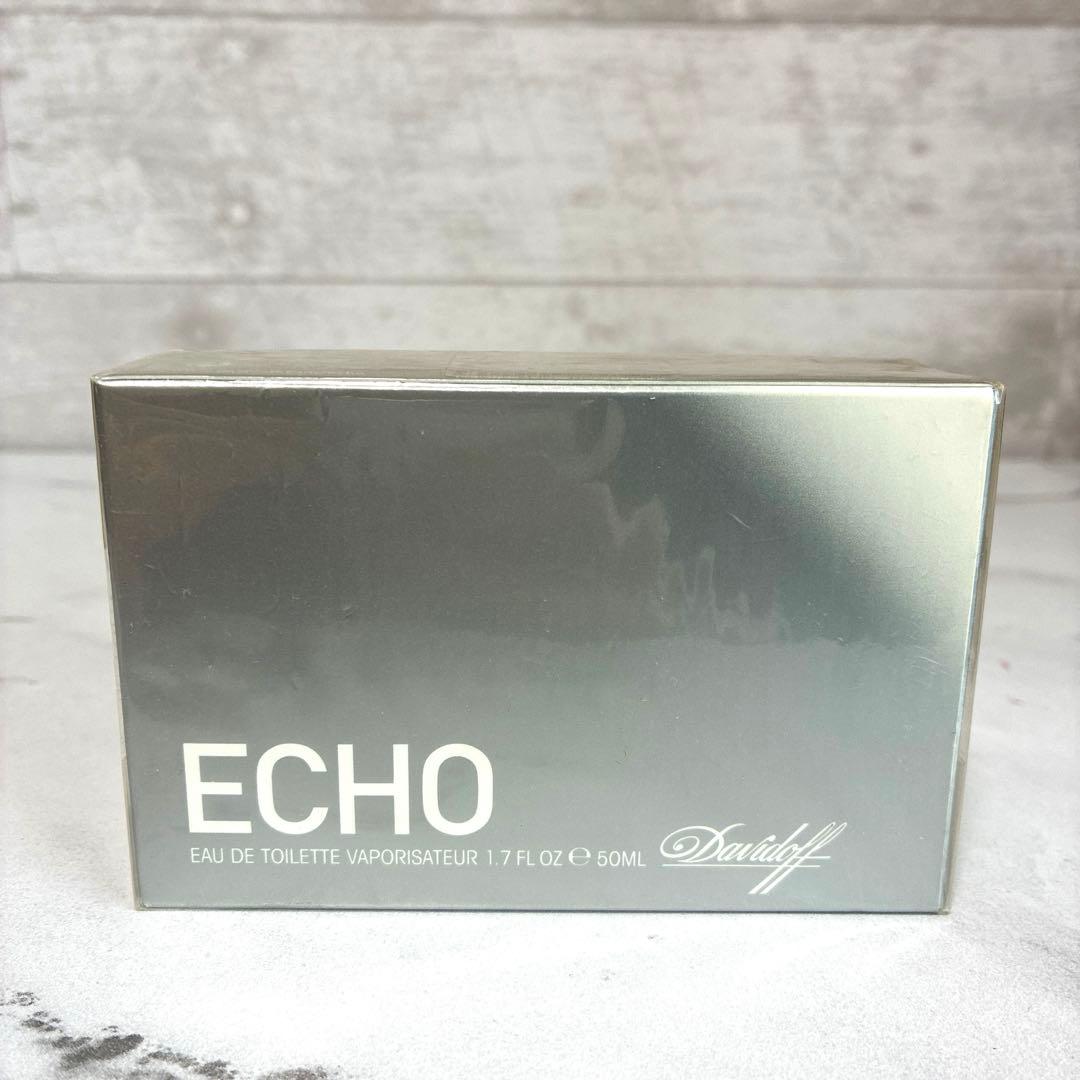 ECHO
EAU DE TOILETTE VAPORISATEUR 1.7 FL OZ ℮ 50ML
Davidoff